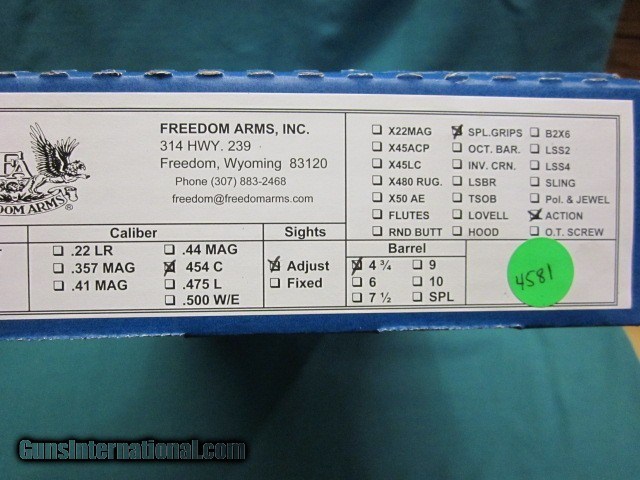 FA
DOM ARMS ®
FREEDOM ARMS, INC.
314 HWY. 239
Freedom, Wyoming 83120
Phone (307) 883-2468
freedom@freedomarms.com
X22MAG SPL.GRIPS B2X6
X45ACP OCT. BAR. LSS2
X45LC INV. CRN. LSS4
X480 RUG. LSBR SLING
X50 AE TSOB Pol. & JEWEL
FLUTES LOVELL ACTION
RND BUTT HOOD O.T. SCREW
Caliber Sights Barrel
.22 LR .44 MAG
.357 MAG 454 C Adjust 4 ¾ 9
.41 MAG .475 L Fixed 6 10
.500 W/E 7 ½ SPL
4581
GunsInternational.com